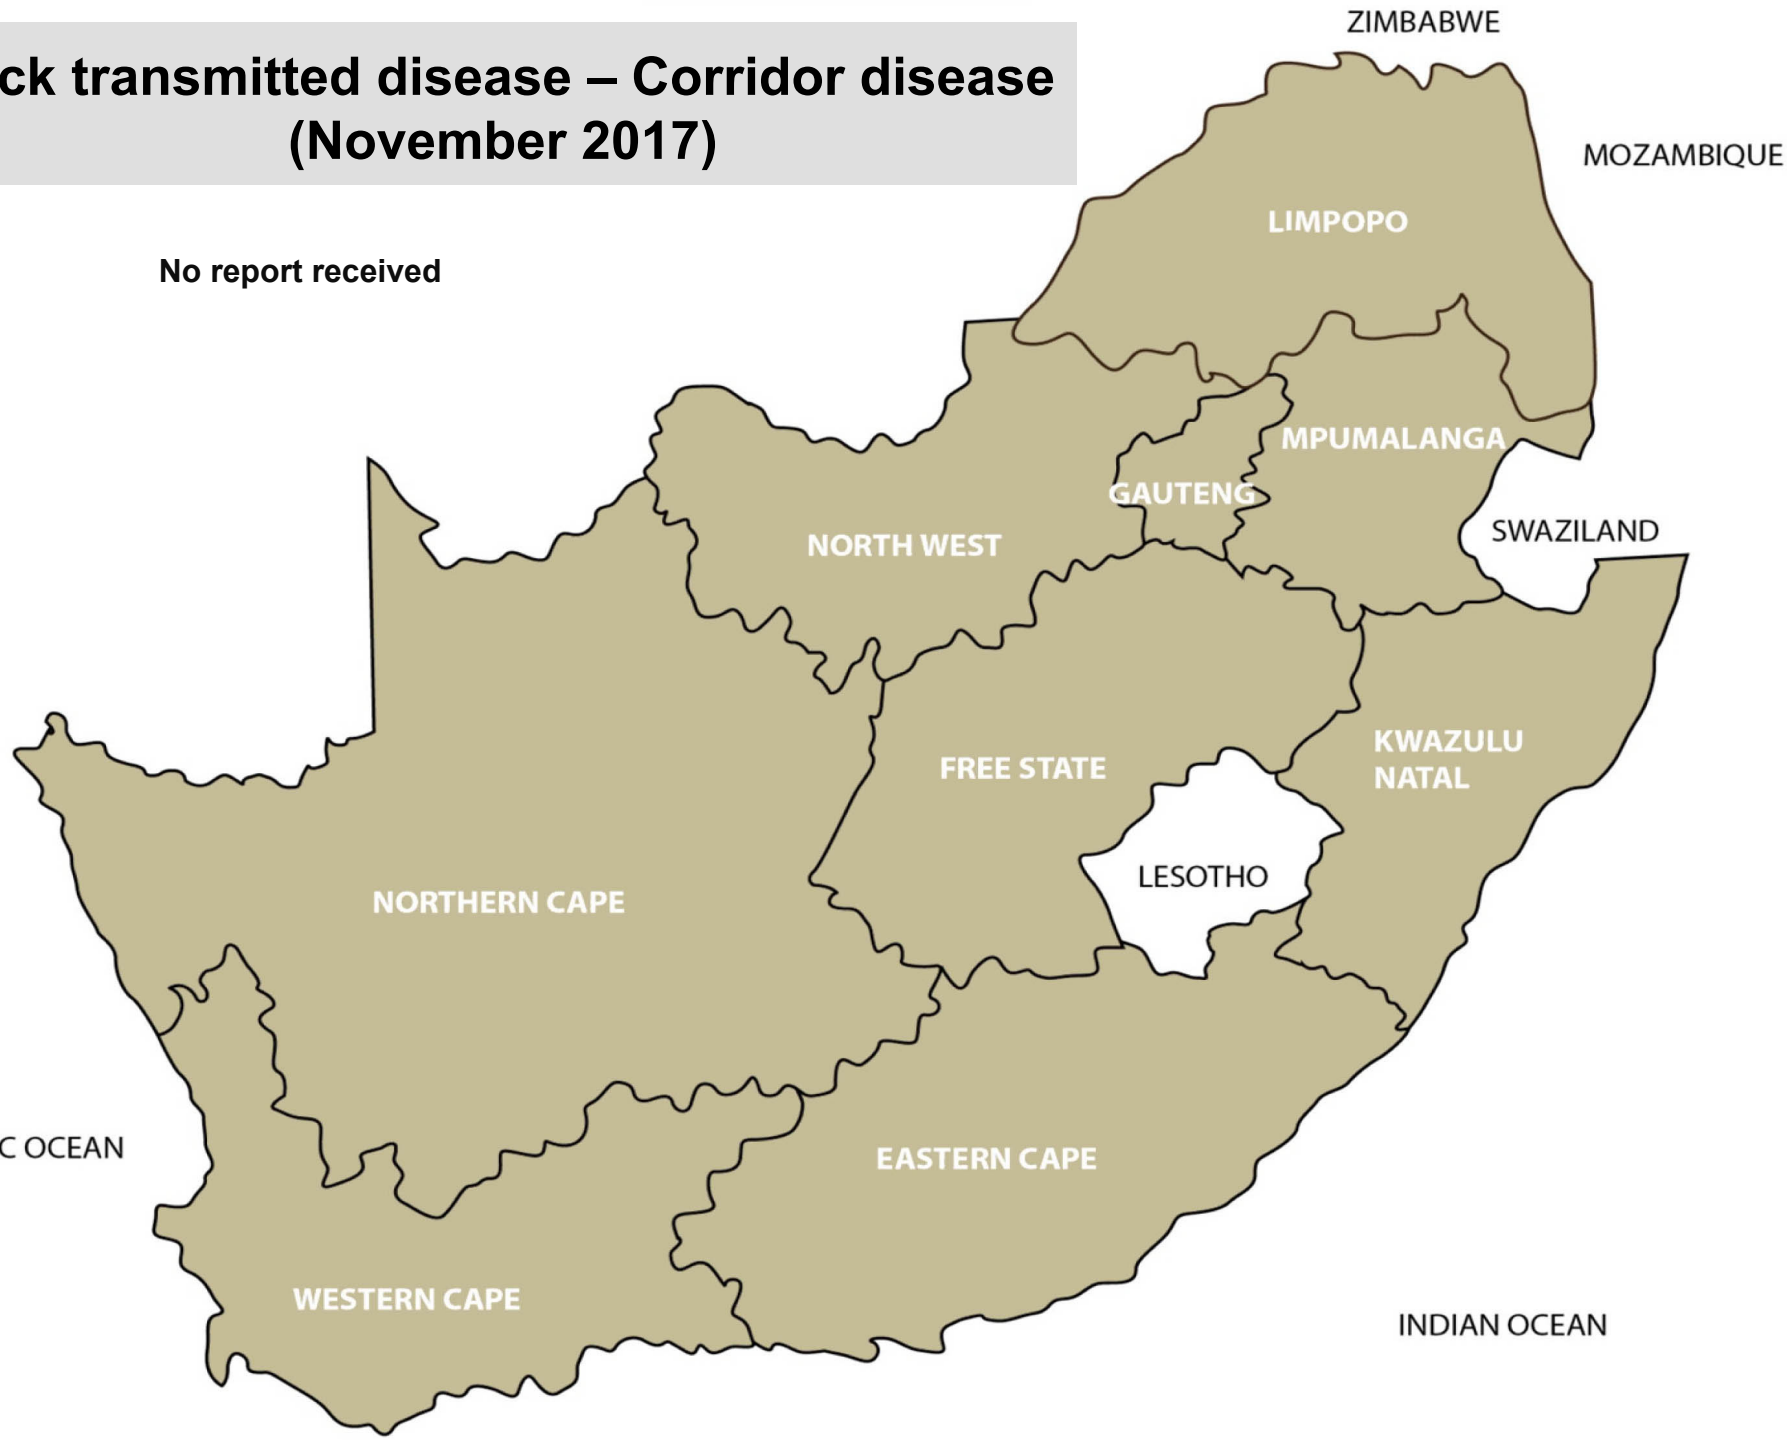 ck transmitted disease – Corridor disease
(November 2017)
No report received
ZIMBABWE
MOZAMBIQUE
LIMPOPO
MPUMALANGA
GAUTENG
NORTH WEST
SWAZILAND
FREE STATE
KWAZULU
NATAL
LESOTHO
NORTHERN CAPE
C OCEAN
EASTERN CAPE
WESTERN CAPE
INDIAN OCEAN